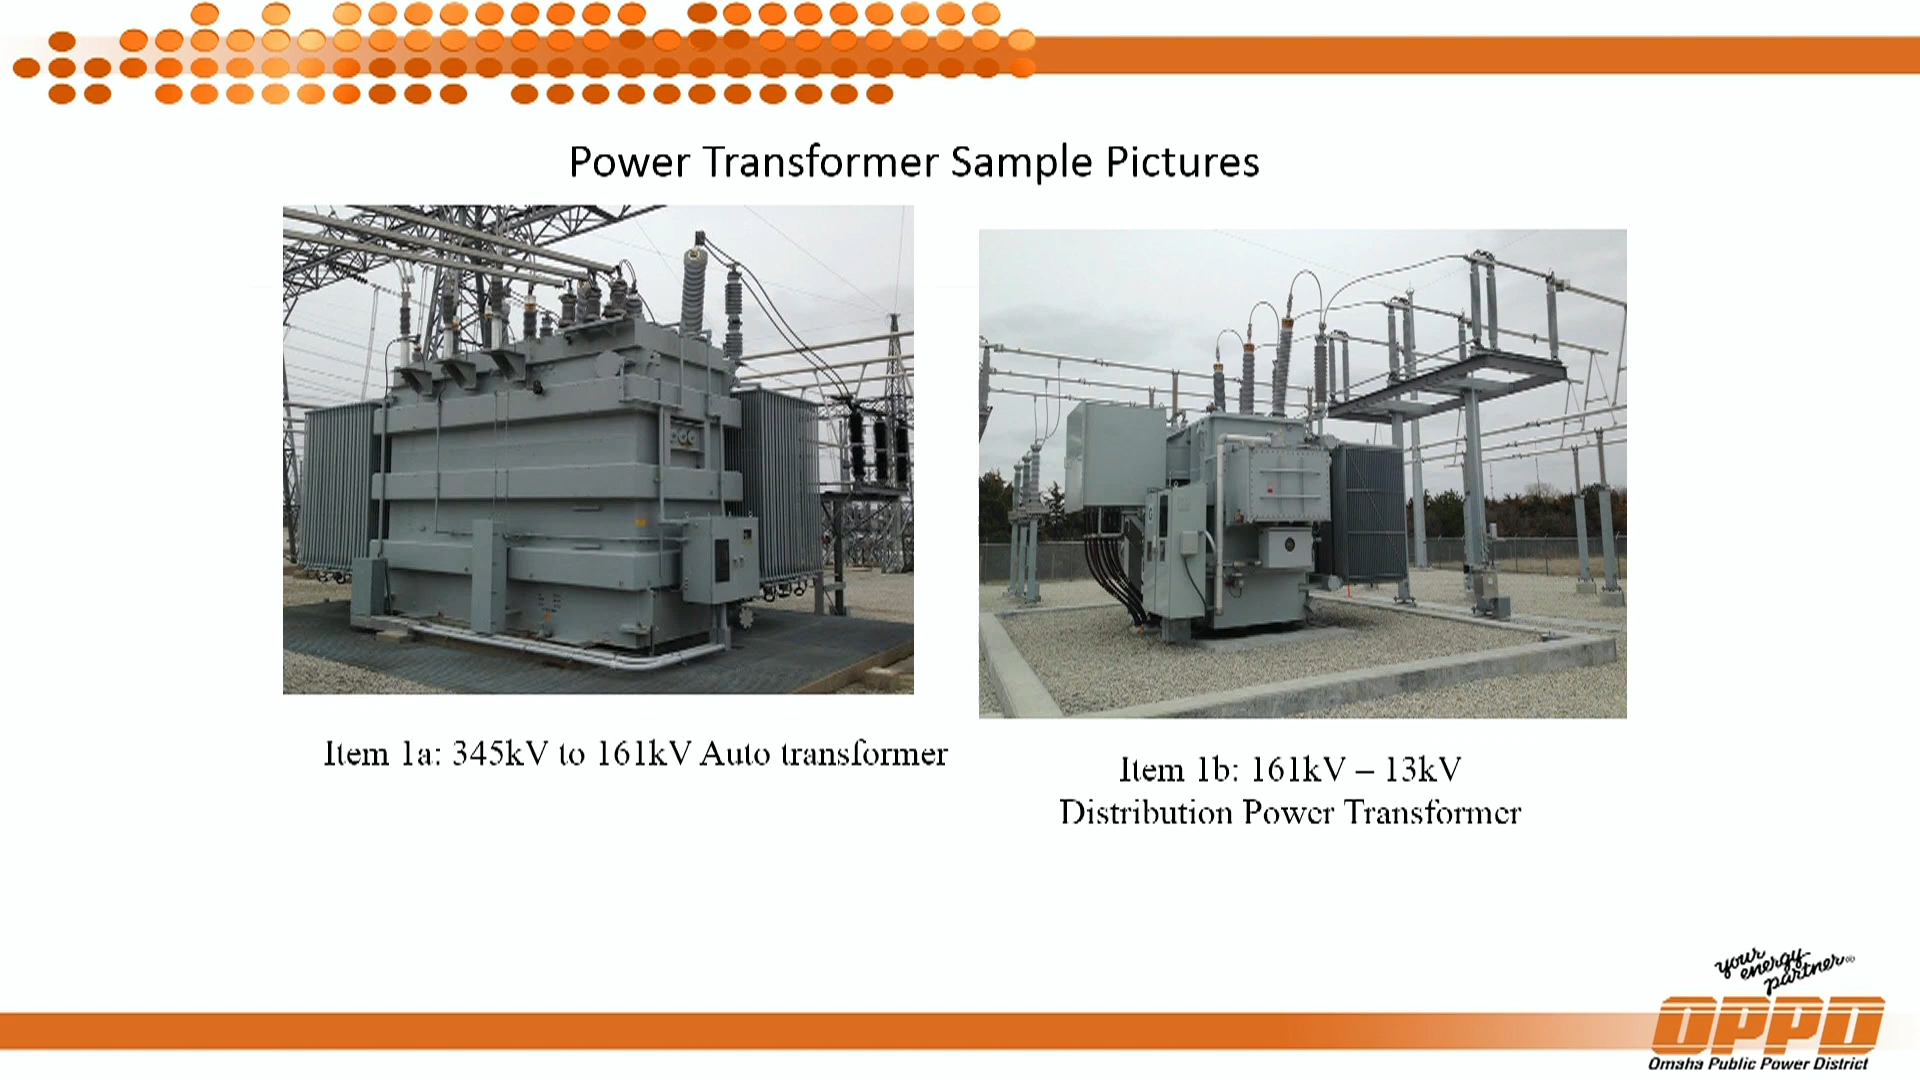 Power Transformer Sample Pictures
Item 1a: 345kV to 161kV Auto transformer
Item 1b: 161kV – 13kV
Distribution Power Transformer
your
energy
partner®
OPPD
Omaha Public Power District